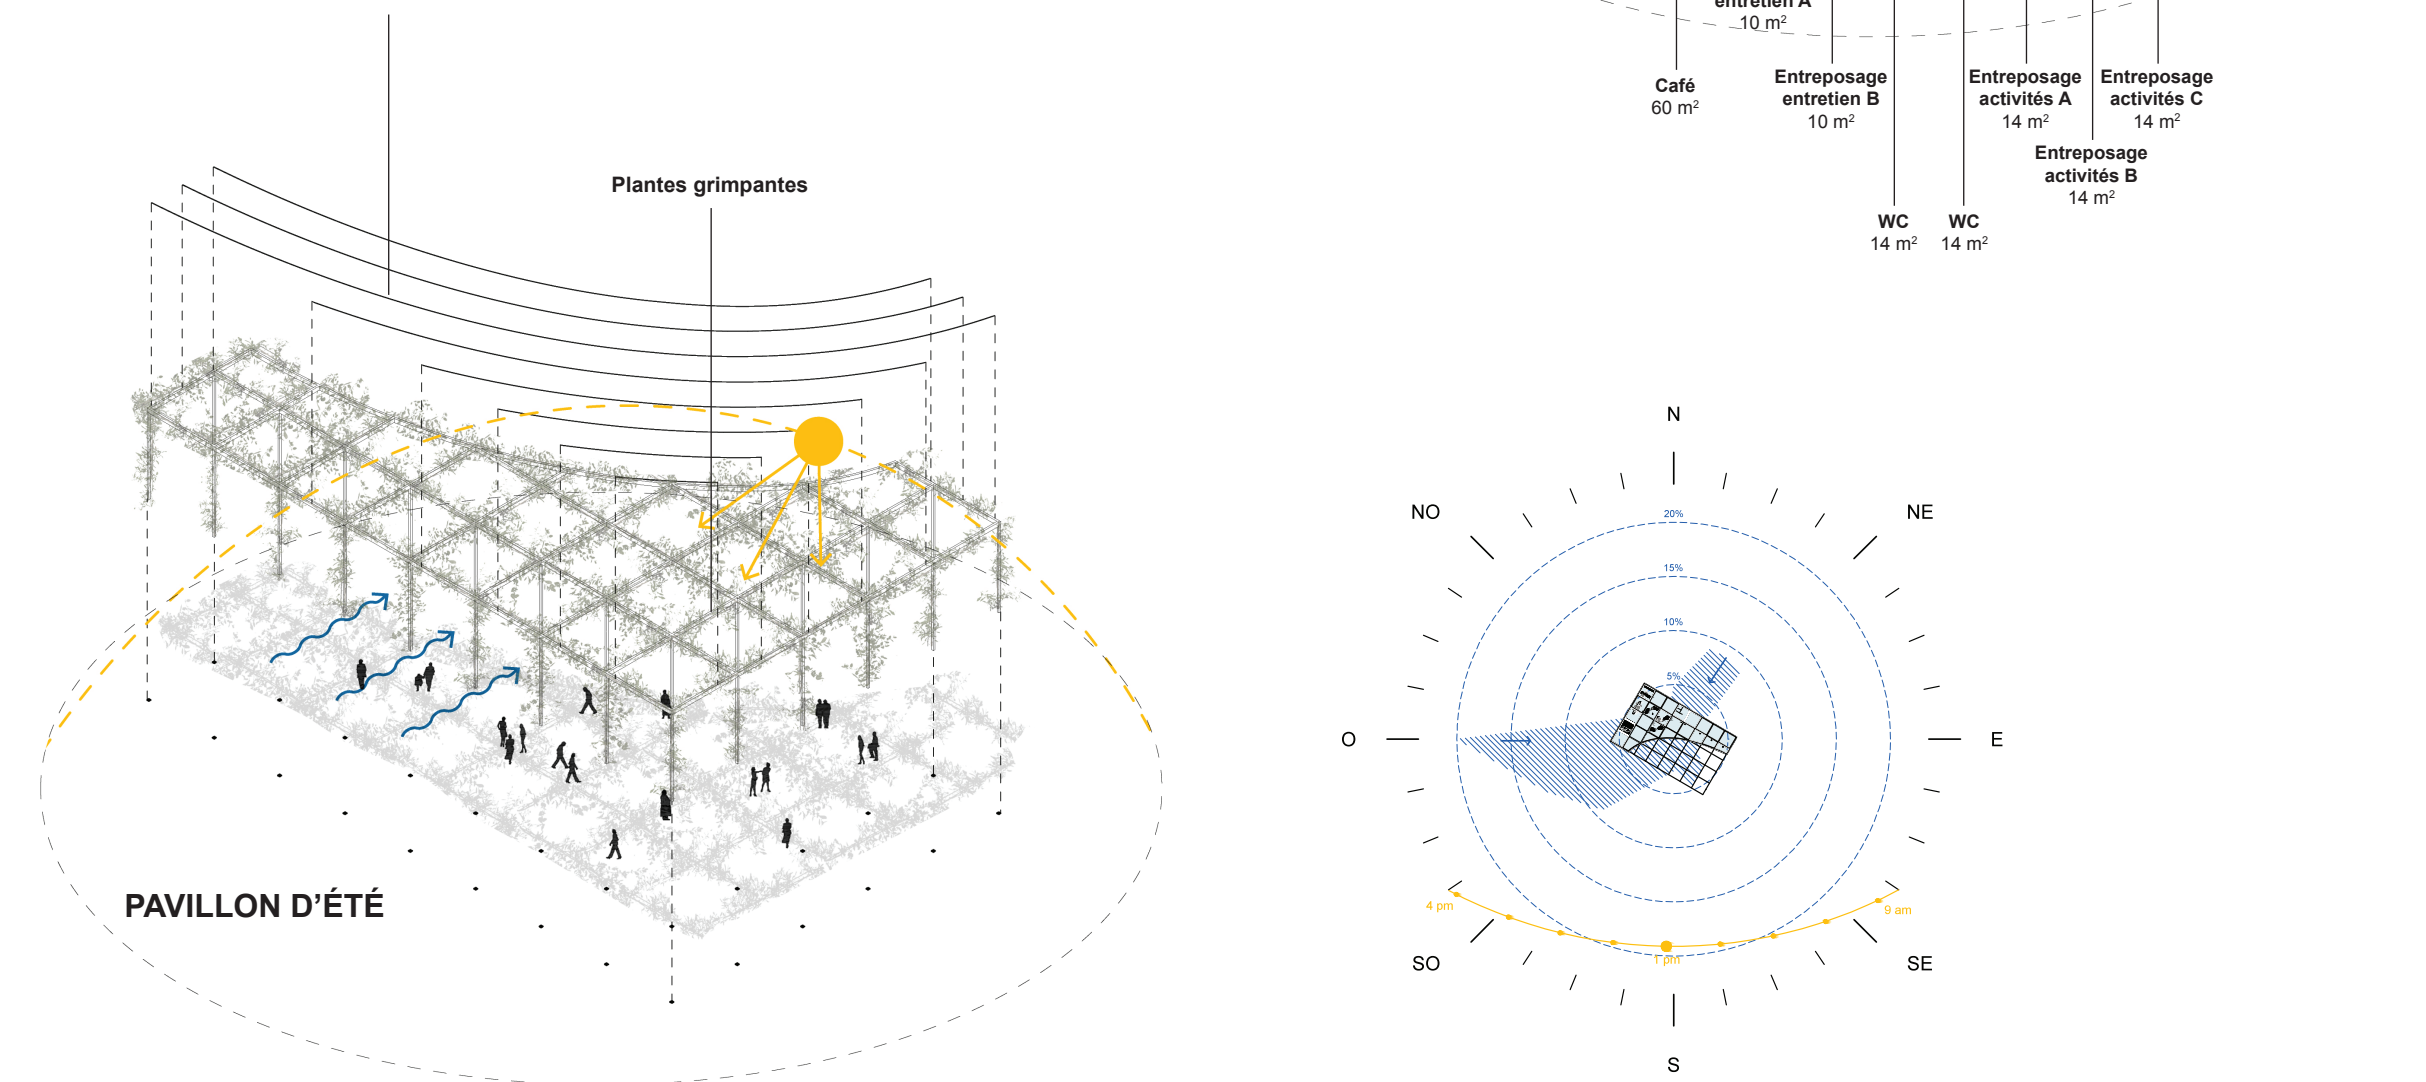 entretien A
10 m²
Café
60 m²
Entreposage
entretien B
10 m²
Entreposage
activités A
14 m²
Entreposage
activités C
14 m²
Entreposage
activités B
14 m²
WC
14 m²
WC
14 m²
Plantes grimpantes
PAVILLON D’ÉTÉ
N
NO
NE
20%
15%
10%
5%
O
E
4 pm
9 am
1 pm
SO
SE
S